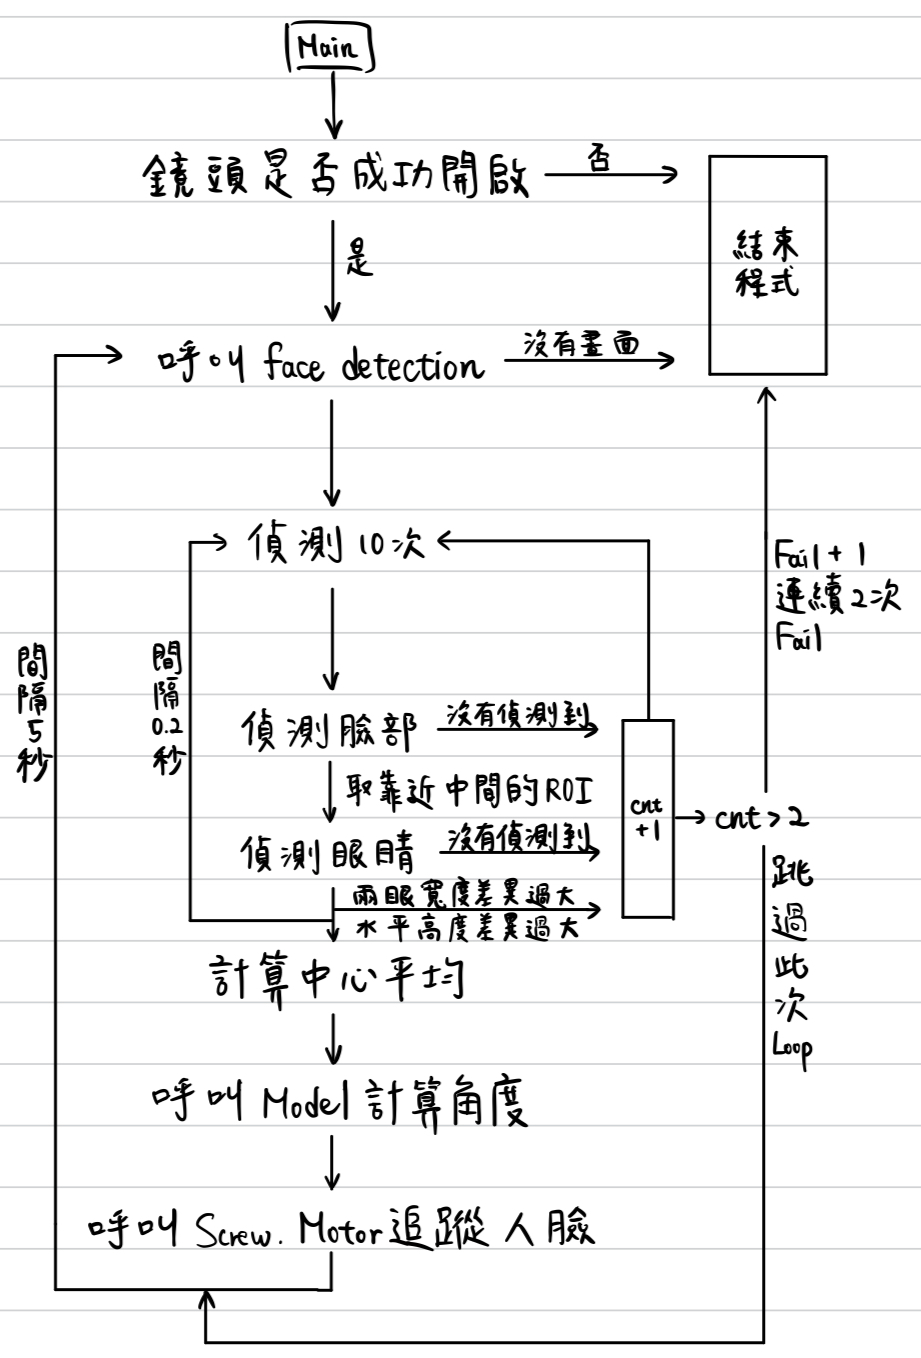 Main
鏡頭是否成功開啟
否
結束
程式
是
呼叫 face detection
沒有畫面
偵測10次
Fail+1
連續2次
Fail
間
隔
5
秒
間
隔
0.2
秒
偵測臉部
沒有偵測到
取靠近中間的ROI
cnt
+1
cnt>2
偵測眼睛
沒有偵測到
兩眼寬度差異過大
水平高度差異過大
跳
過
此
次
Loop
計算中心平均
呼叫 Model 計算角度
呼叫 Screw. Motor 追蹤人臉